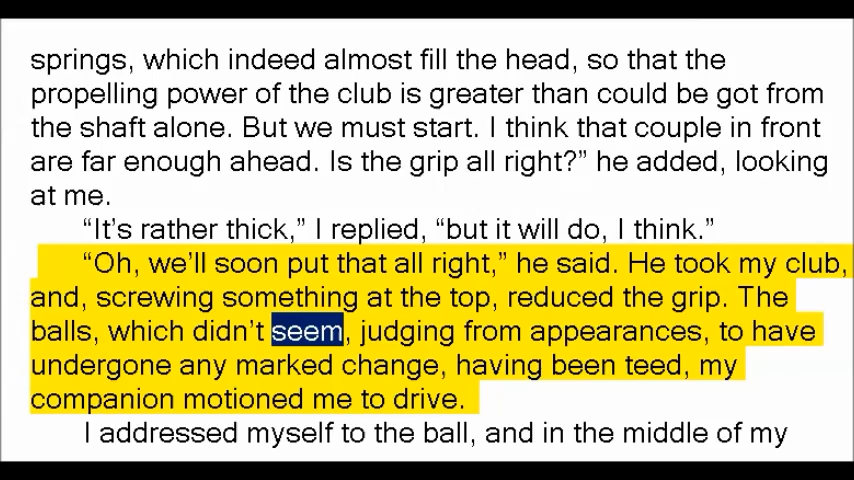 springs, which indeed almost fill the head, so that the
propelling power of the club is greater than could be got from
the shaft alone. But we must start. I think that couple in front
are far enough ahead. Is the grip all right?” he added, looking
at me.
“It’s rather thick,” I replied, “but it will do, I think.”
“Oh, we’ll soon put that all right,” he said. He took my club,
and, screwing something at the top, reduced the grip. The
balls, which didn’t seem, judging from appearances, to have
undergone any marked change, having been teed, my
companion motioned me to drive.
I addressed myself to the ball, and in the middle of my